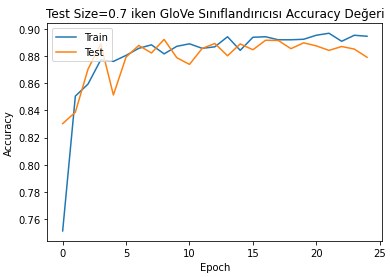 Test Size=0.7 iken GloVe Sınıflandırıcısı Accuracy Değeri
Train
Test
0.90
0.88
0.86
0.84
0.82
0.80
0.78
0.76
Accuracy
0
5
10
15
20
25
Epoch